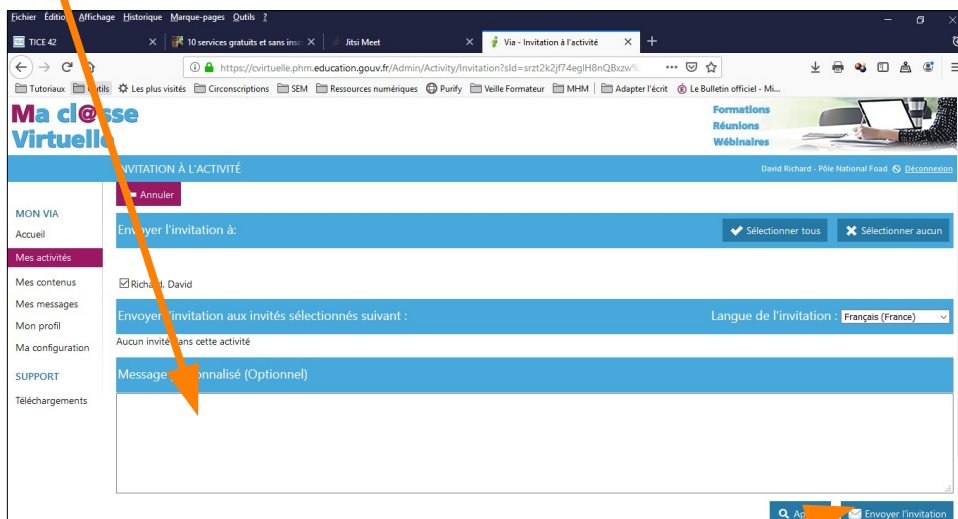 Fichier Édition Affichage Historique Marque-pages Outils ?
TICE 42 10 services gratuits et sans insc Jitsi Meet Via - Invitation à l'activité
https://cvirtuelle.phm.education.gouv.fr/Admin/Activity/Invitation?sId=srzt2k2jf74eglH8nQBxzw%
Tutoriaux Outils Les plus visités Circonscriptions SEM Ressources numériques Purify Veille Formateur MHM Adapter l'écrit Le Bulletin officiel - Mi...
Ma cl@sse
Virtuelle
Formations
Réunions
Wébinaires
INVITATION À L'ACTIVITÉ David Richard - Pôle National Foad Déconnexion
Annuler
MON VIA
Accueil
Mes activités
Mes contenus
Mes messages
Mon profil
Ma configuration
SUPPORT
Téléchargements
Envoyer l'invitation à: Sélectionner tous Sélectionner aucun
Richard, David
Envoyer l'invitation aux invités sélectionnés suivant : Langue de l'invitation : Français (France)
Aucun invité dans cette activité
Message personnalisé (Optionnel)
Envoyer l'invitation